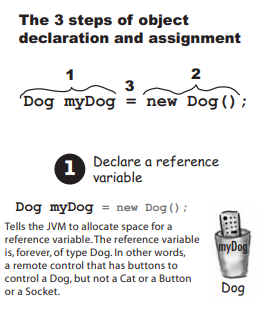 The 3 steps of object
declaration and assignment
1 3 2
Dog myDog = new Dog();
1 Declare a reference
variable
Dog myDog = new Dog();
Tells the JVM to allocate space for a
reference variable. The reference variable
is, forever, of type Dog. In other words,
a remote control that has buttons to
control a Dog, but not a Cat or a Button
or a Socket.
myDog
Dog